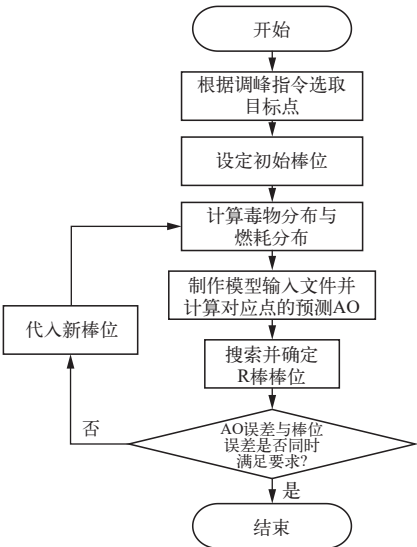 开始
根据调峰指令选取
目标点
设定初始棒位
计算毒物分布与
燃耗分布
制作模型输入文件并
计算对应点的预测AO
代入新棒位
搜索并确定
R棒棒位
否
AO误差与棒位
误差是否同时
满足要求?
是
结束